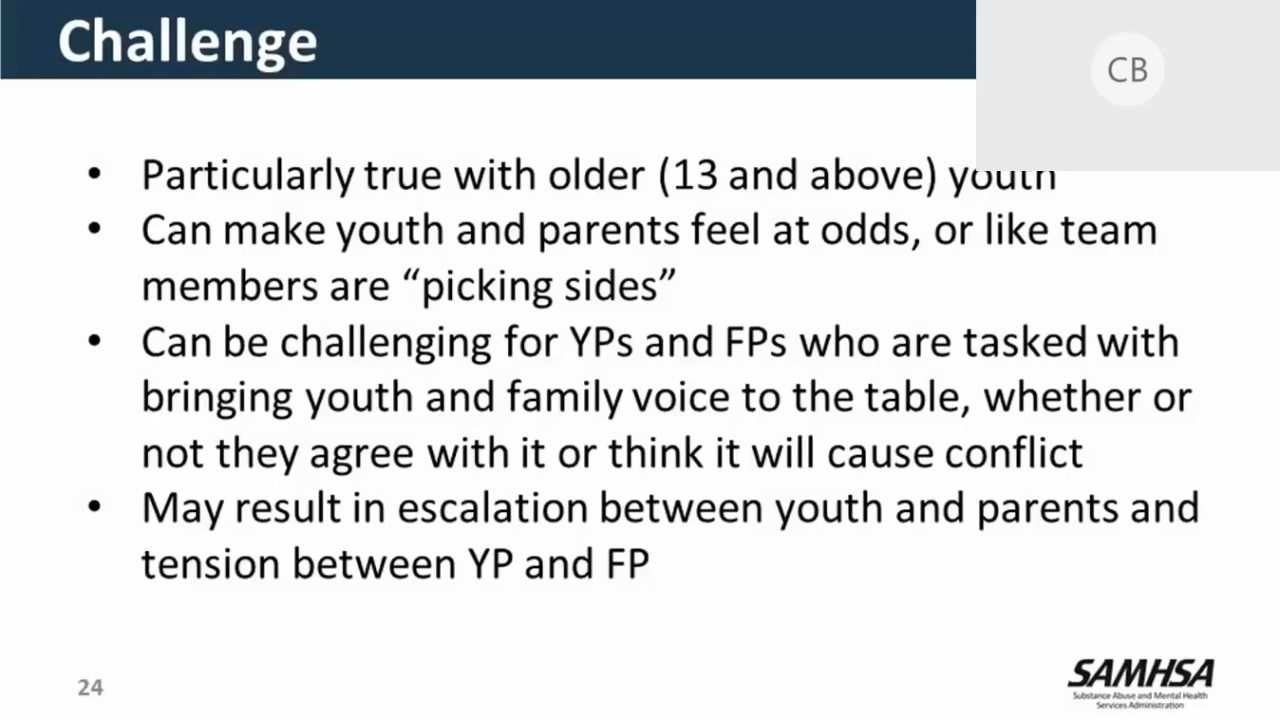 Challenge
CB
• Particularly true with older (13 and above) youth
• Can make youth and parents feel at odds, or like team
members are “picking sides”
• Can be challenging for YPs and FPs who are tasked with
bringing youth and family voice to the table, whether or
not they agree with it or think it will cause conflict
• May result in escalation between youth and parents and
tension between YP and FP
24
SAMHSA
Substance Abuse and Mental Health
Services Administration